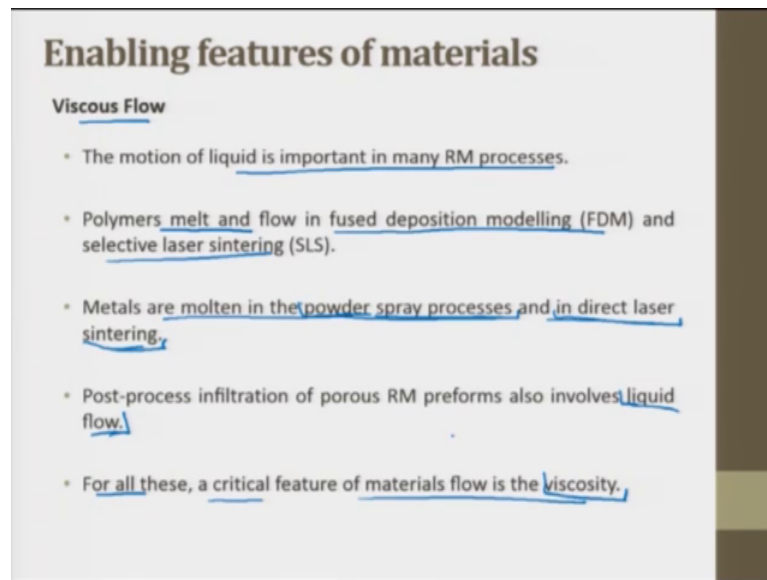 Enabling features of materials
Viscous Flow
• The motion of liquid is important in many RM processes.
• Polymers melt and flow in fused deposition modelling (FDM) and
selective laser sintering (SLS).
• Metals are molten in the powder spray processes and in direct laser
sintering.
• Post-process infiltration of porous RM preforms also involves liquid
flow.
• For all these, a critical feature of materials flow is the viscosity.